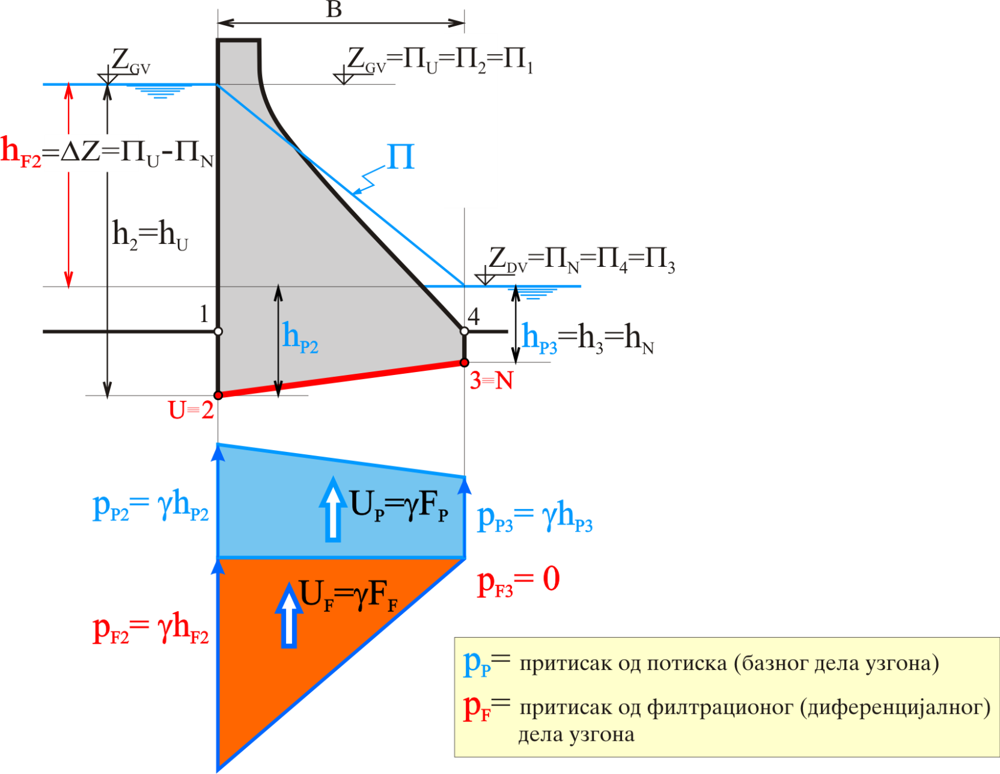 B
Z_GV
Z_GV=Π_U=Π_2=Π_1
h_F2=ΔZ=Π_U-Π_N
Π
h_2=h_U
Z_DV=Π_N=Π_4=Π_3
1
4
h_P2
h_P3=h_3=h_N
3≡N
U≡2
p_P2= γh_P2
U_P=γF_P
p_P3= γh_P3
U_F=γF_F
p_F3= 0
p_F2= γh_F2
p_P= притисак од потиска (базног дела узгона)
p_F= притисак од филтрационог (диференцијалног)
дела узгона